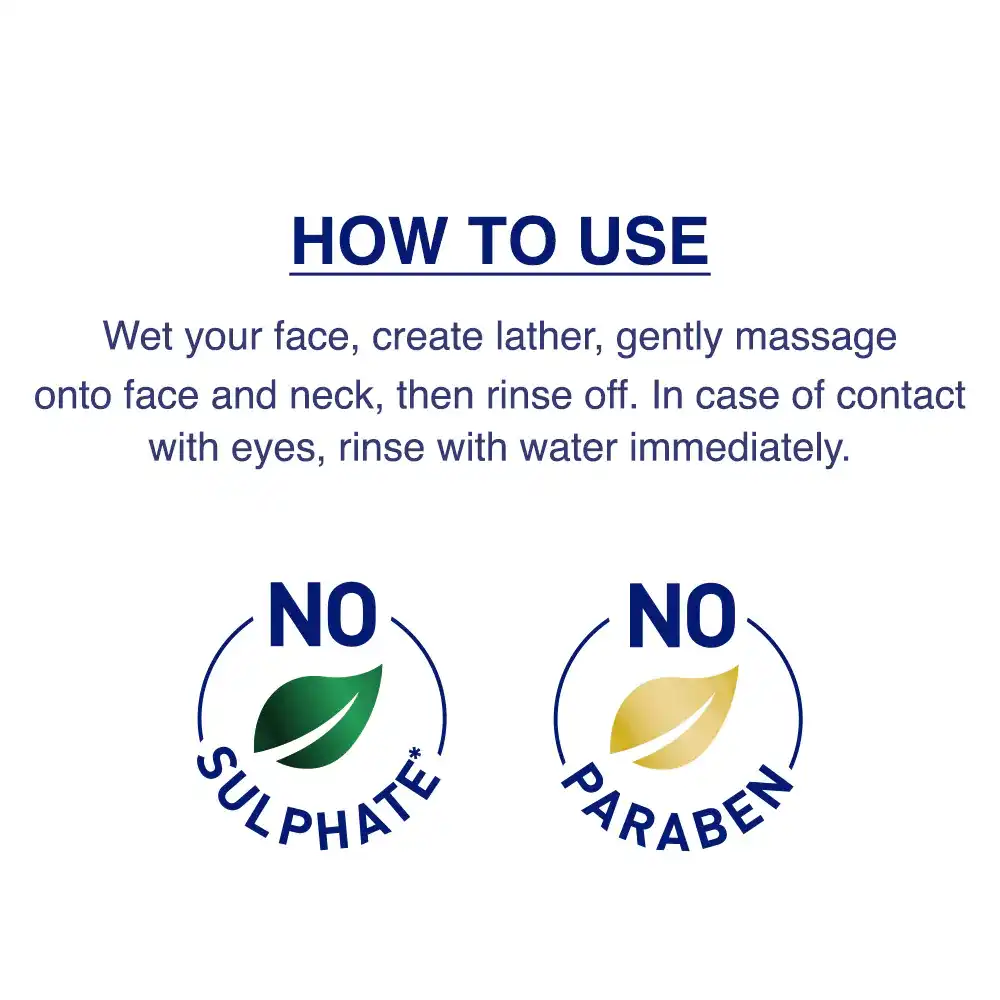 HOW TO USE
Wet your face, create lather, gently massage
onto face and neck, then rinse off. In case of contact
with eyes, rinse with water immediately.
NO
SULPHATE*
NO
PARABEN